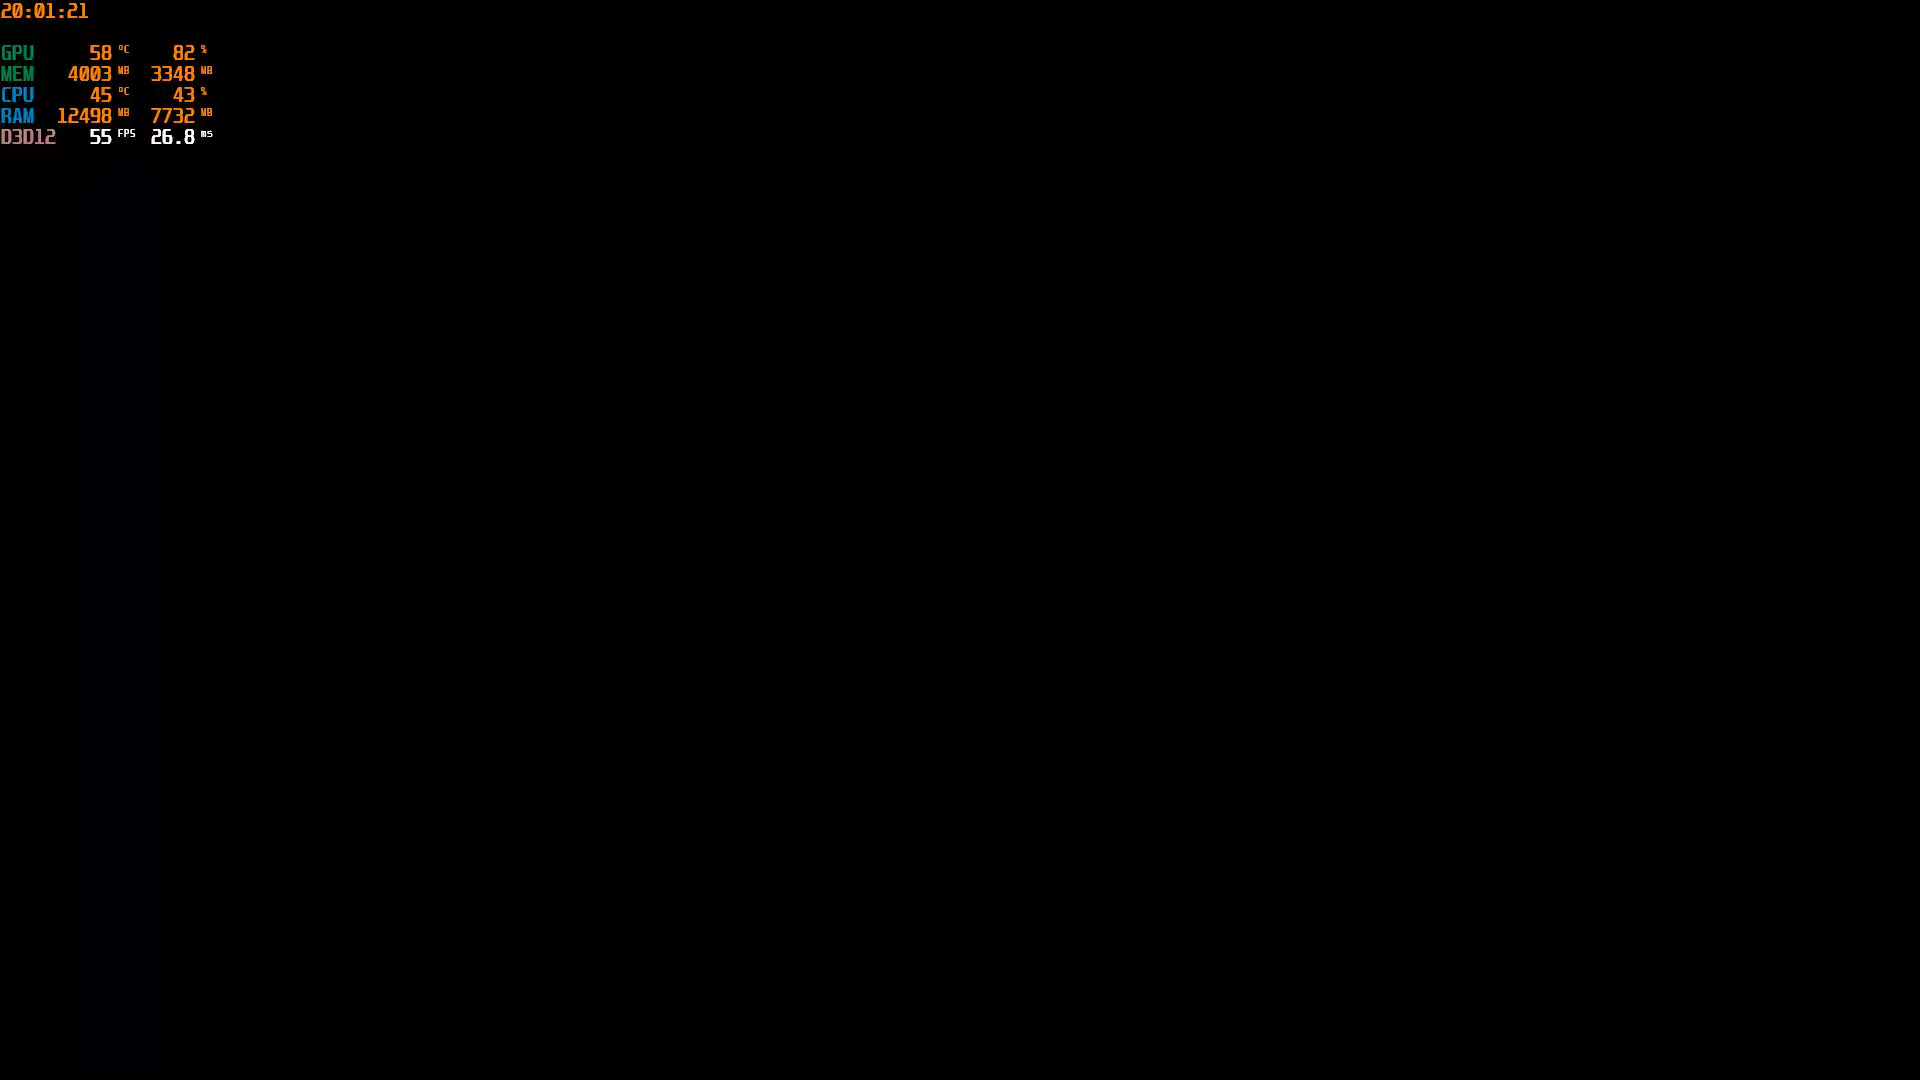 20:01:21
GPU 58 °C 82 %
MEM 4003 MB 3348 MB
CPU 45 °C 43 %
RAM 12498 MB 7732 MB
D3D12 55 FPS 26.8 ms